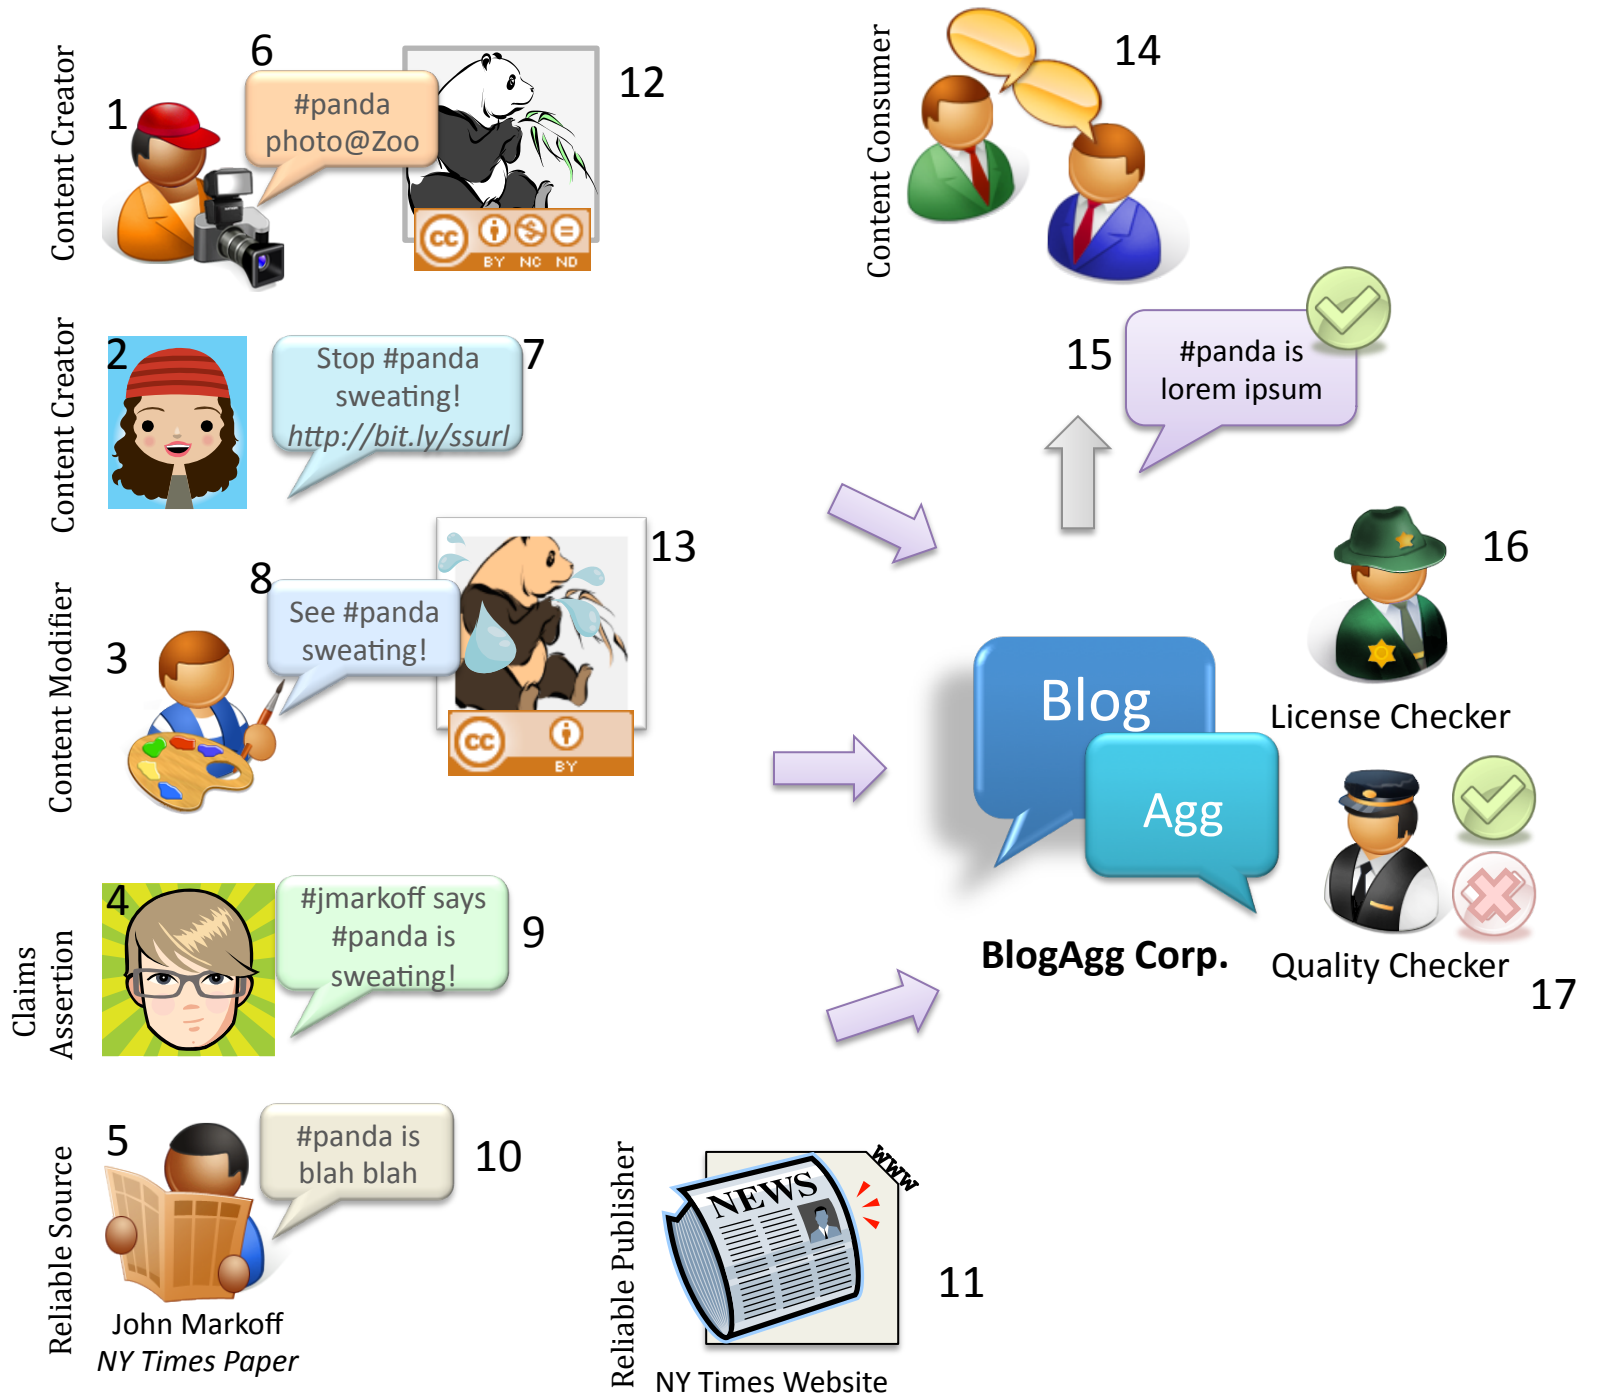 Content Creator
1
6
#panda
photo@Zoo
12
CC
BY NC ND
Content Consumer
14
Content Creator
2
Stop #panda
sweating!
http://bit.ly/ssurl
7
15
#panda is
lorem ipsum
Content Modifier
3
8
See #panda
sweating!
13
CC
BY
16
License Checker
Blog
Agg
BlogAgg Corp.
Quality Checker
17
Claims
Assertion
4
#jmarkoff says
#panda is
sweating!
9
Reliable Source
5
#panda is
blah blah
10
John Markoff
NY Times Paper
Reliable Publisher
NEWS
www
11
NY Times Website